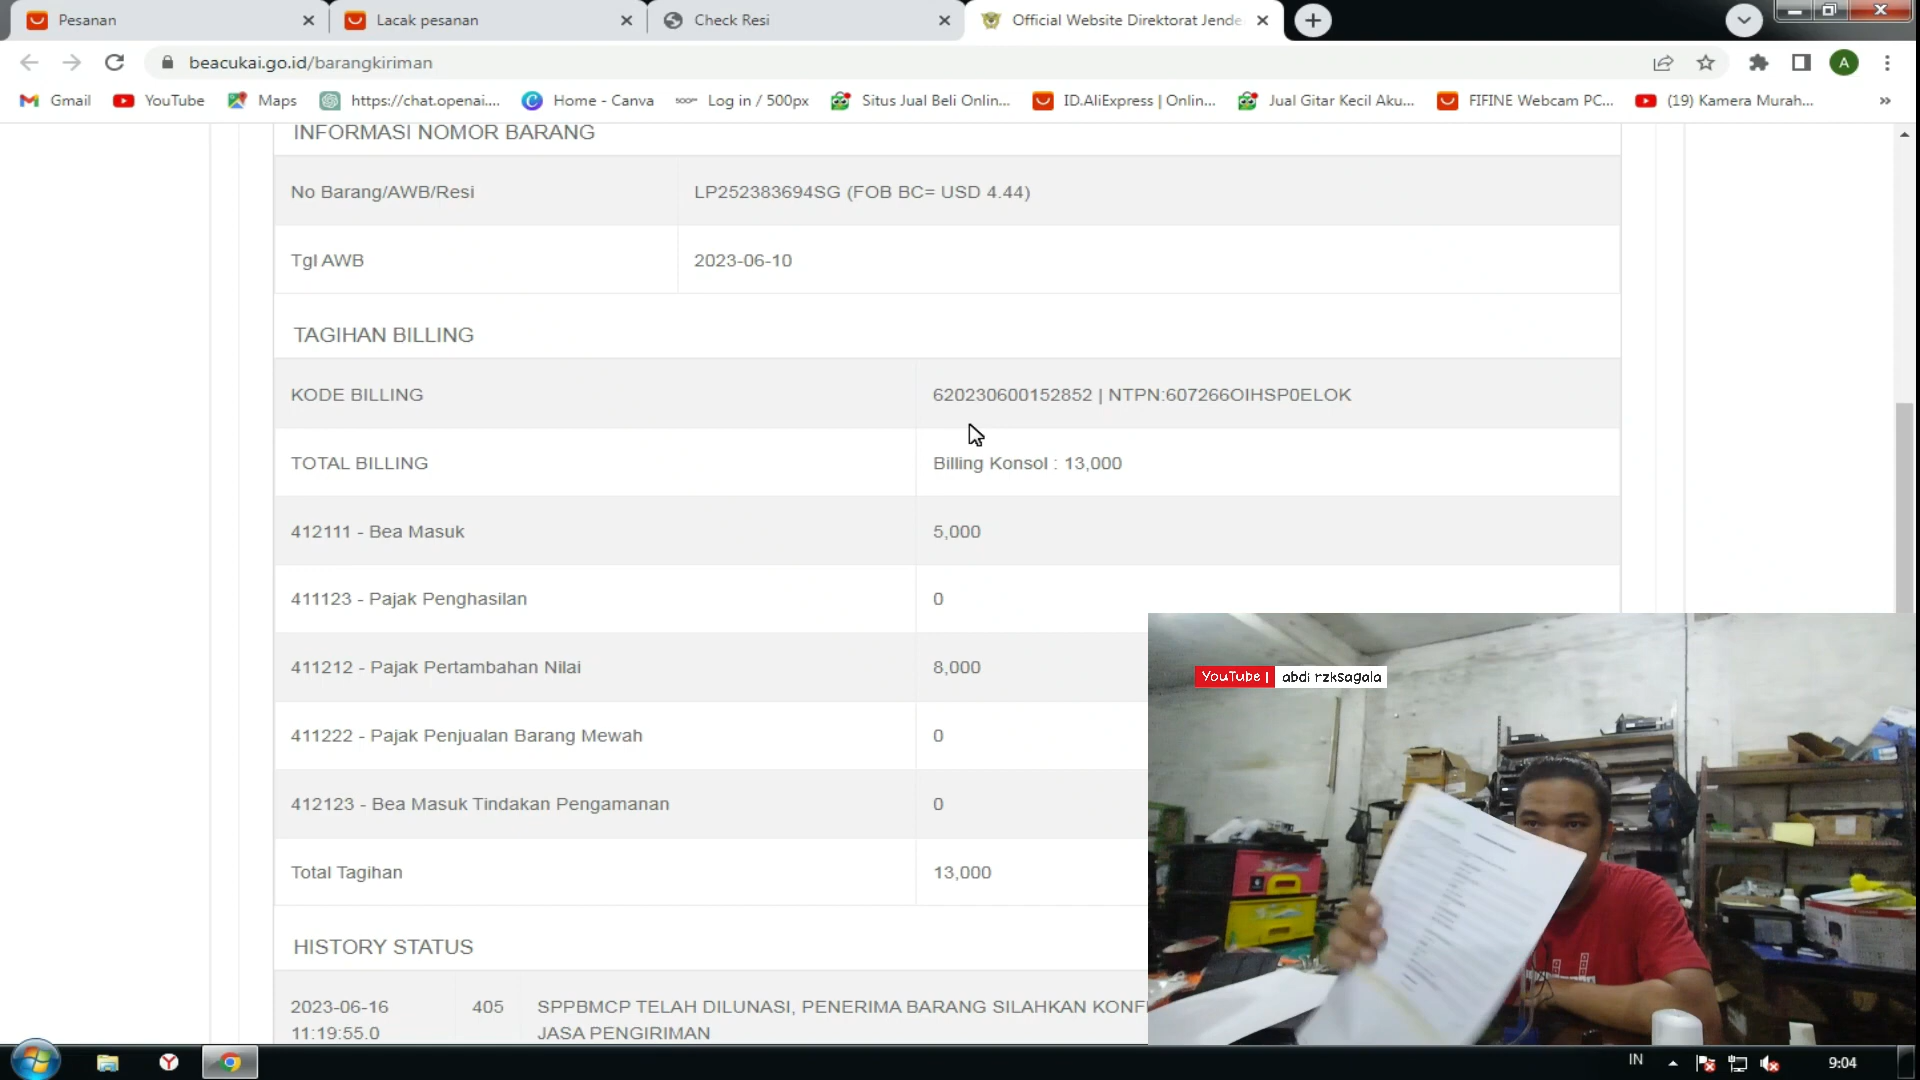 Pesanan
Lacak pesanan
Check Resi
Official Website Direktorat Jende
beacukai.go.id/barangkiriman
A
Gmail
YouTube
Maps
https://chat.openai....
Home - Canva
Log in / 500px
Situs Jual Beli Onlin...
ID.AliExpress | Onlin...
Jual Gitar Kecil Aku...
FIFINE Webcam PC...
(19) Kamera Murah...
INFORMASI NOMOR BARANG
No Barang/AWB/Resi LP252383694SG (FOB BC= USD 4.44)
Tgl AWB 2023-06-10
TAGIHAN BILLING
KODE BILLING 620230600152852 | NTPN:607266OIHSP0ELOK
TOTAL BILLING Billing Konsol : 13,000
412111 - Bea Masuk 5,000
411123 - Pajak Penghasilan 0
411212 - Pajak Pertambahan Nilai 8,000
411222 - Pajak Penjualan Barang Mewah 0
412123 - Bea Masuk Tindakan Pengamanan 0
Total Tagihan 13,000
YouTube | abdi rzksagala
HISTORY STATUS
2023-06-16 405 SPPBMCP TELAH DILUNASI, PENERIMA BARANG SILAHKAN
11:19:55.0 JASA PENGIRIMAN
IN
9:04